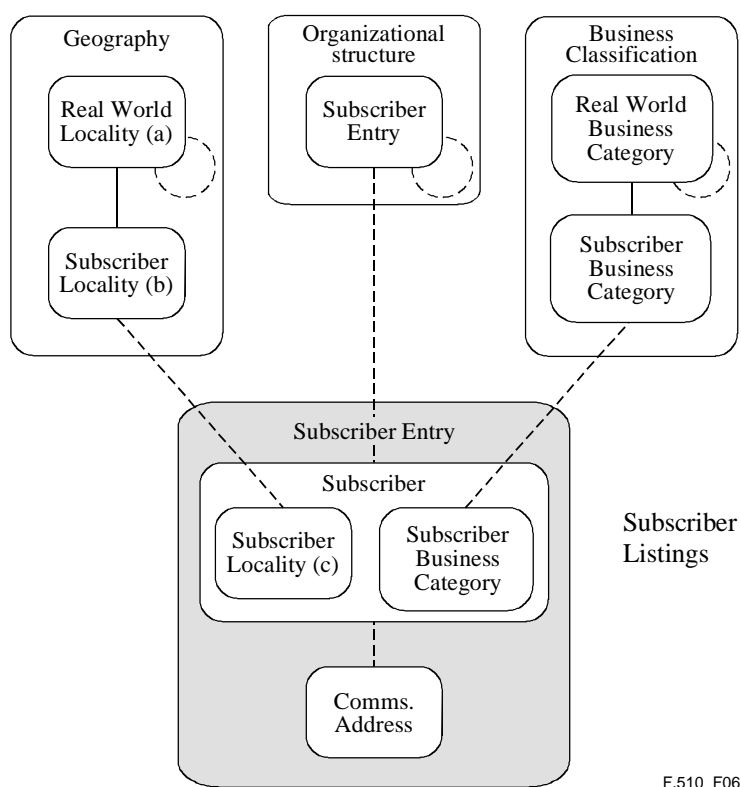 Geography
Real World
Locality (a)
Subscriber
Locality (b)
Organizational
structure
Subscriber
Entry
Business
Classification
Real World
Business
Category
Subscriber
Business
Category
Subscriber Entry
Subscriber
Subscriber
Locality (c)
Subscriber
Business
Category
Comms.
Address
Subscriber
Listings
F.510_F06